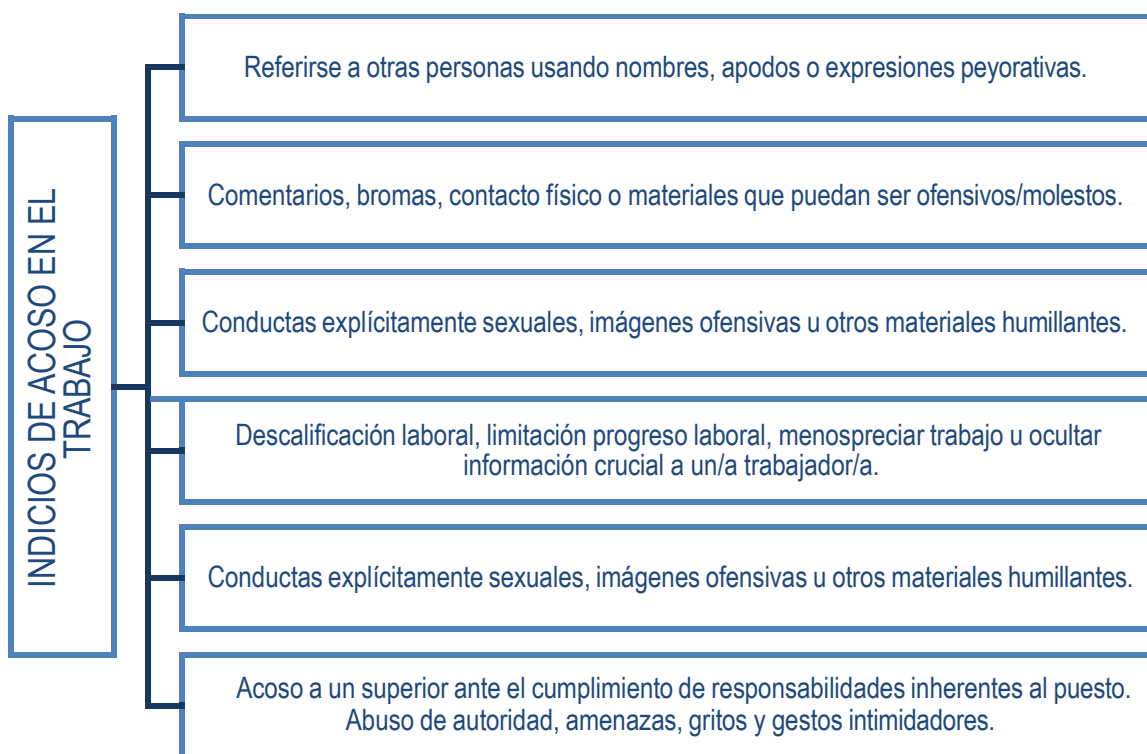 INDICIOS DE ACOSO EN EL
TRABAJO
Referirse a otras personas usando nombres, apodos o expresiones peyorativas.
Comentarios, bromas, contacto físico o materiales que puedan ser ofensivos/molestos.
Conductas explícitamente sexuales, imágenes ofensivas u otros materiales humillantes.
Descalificación laboral, limitación progreso laboral, menospreciar trabajo u ocultar
información crucial a un/a trabajador/a.
Conductas explícitamente sexuales, imágenes ofensivas u otros materiales humillantes.
Acoso a un superior ante el cumplimiento de responsabilidades inherentes al puesto.
Abuso de autoridad, amenazas, gritos y gestos intimidadores.